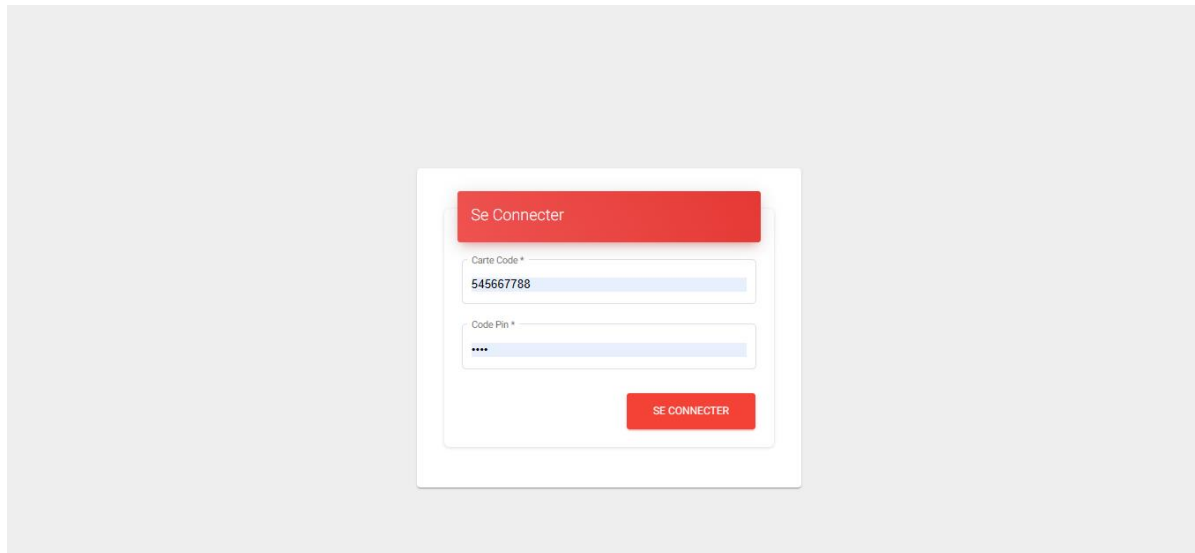 Se Connecter
Carte Code *
545667788
Code Pin *
••••
SE CONNECTER